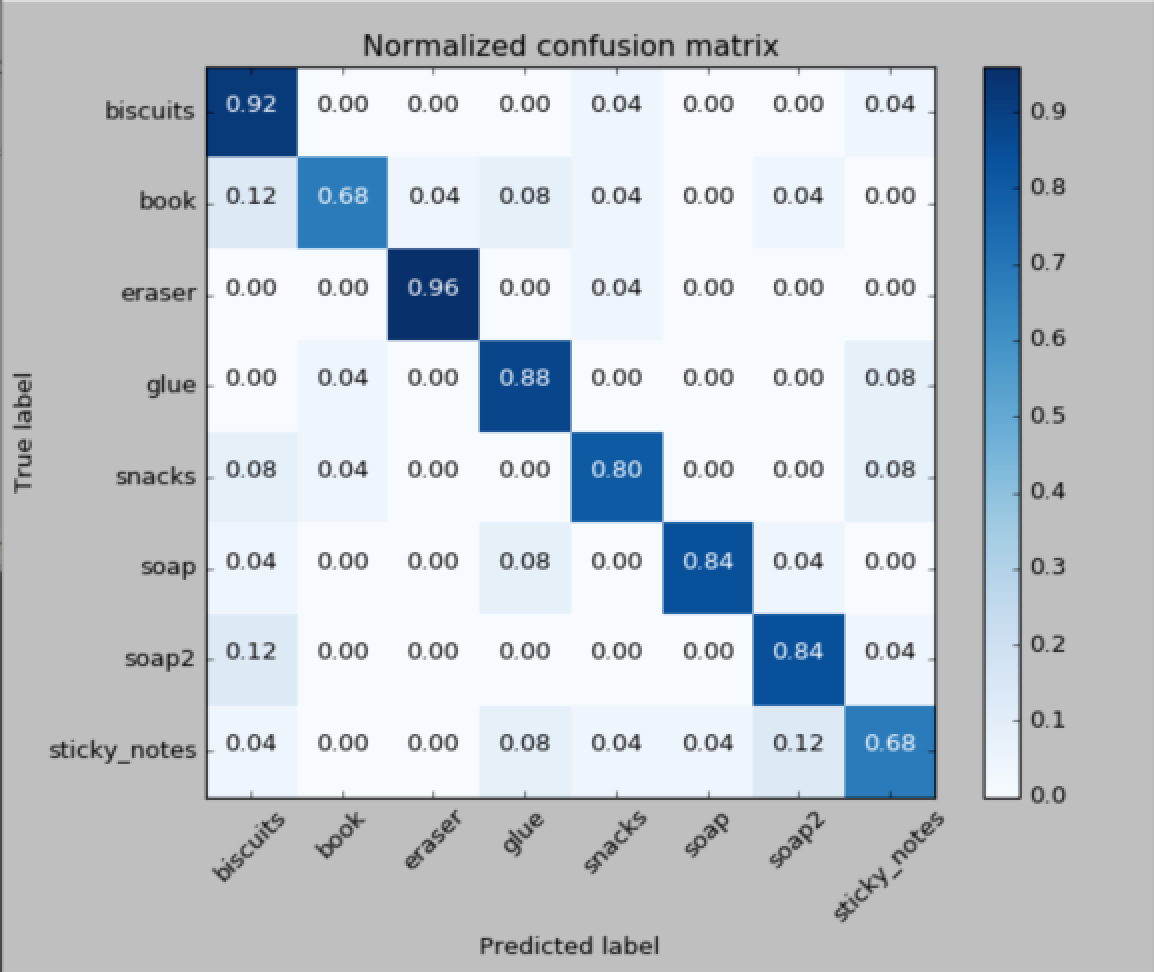 Normalized confusion matrix
biscuits 0.92 0.00 0.00 0.00 0.04 0.00 0.00 0.04
book 0.12 0.68 0.04 0.08 0.04 0.00 0.04 0.00
eraser 0.00 0.00 0.96 0.00 0.04 0.00 0.00 0.00
glue 0.00 0.04 0.00 0.88 0.00 0.00 0.00 0.08
snacks 0.08 0.04 0.00 0.00 0.80 0.00 0.00 0.08
soap 0.04 0.00 0.00 0.08 0.00 0.84 0.04 0.00
soap2 0.12 0.00 0.00 0.00 0.00 0.00 0.84 0.04
sticky_notes 0.04 0.00 0.00 0.08 0.04 0.04 0.12 0.68
biscuits book eraser glue snacks soap soap2 sticky_notes
Predicted label
True label
0.9
0.8
0.7
0.6
0.5
0.4
0.3
0.2
0.1
0.0